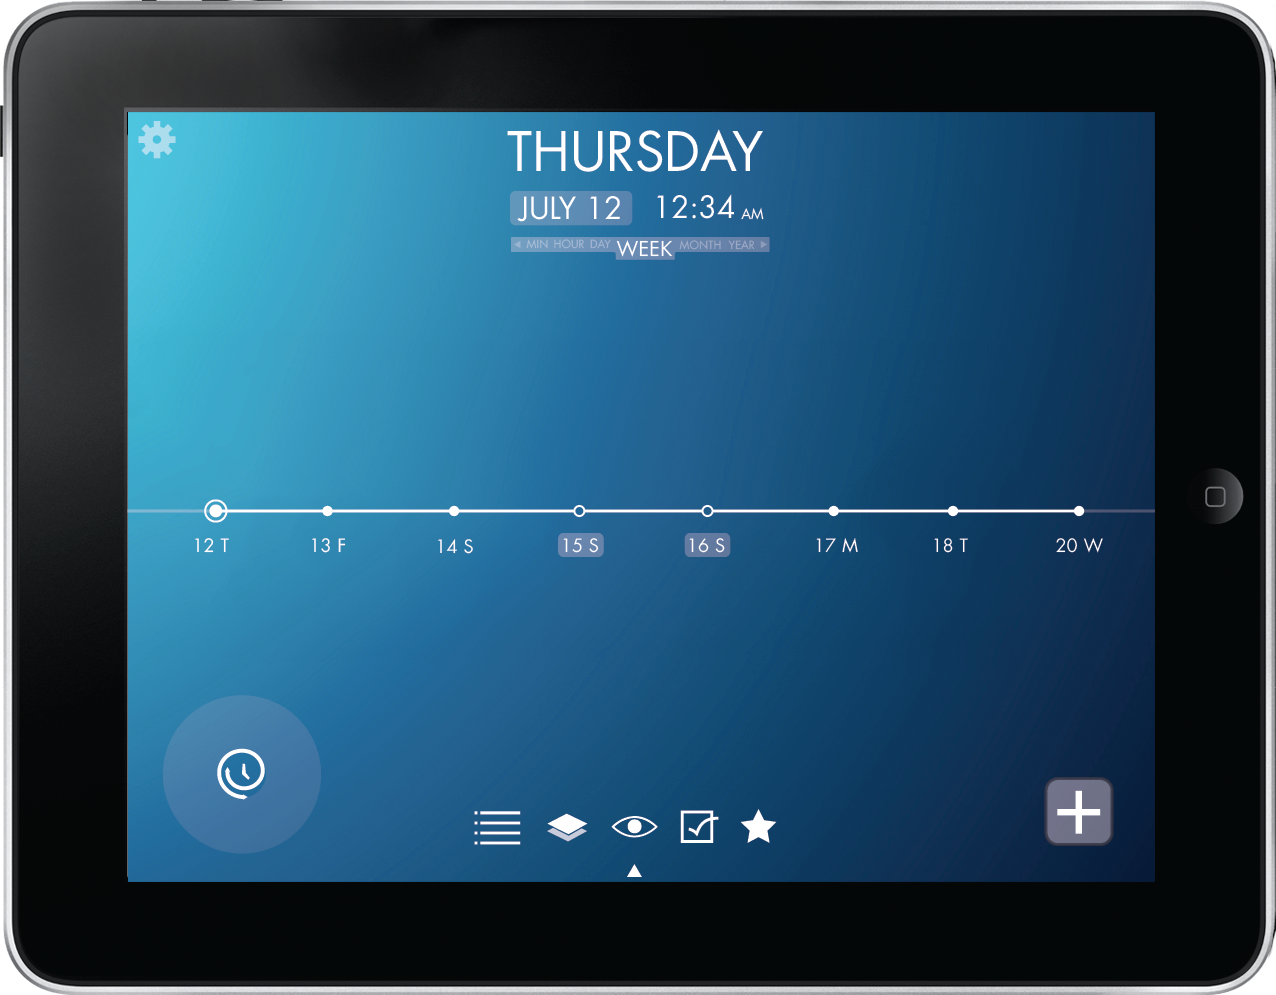 THURSDAY
JULY 12 12:34 AM
MIN HOUR DAY WEEK MONTH YEAR
12 T 13 F 14 S 15 S 16 S 17 M 18 T 20 W